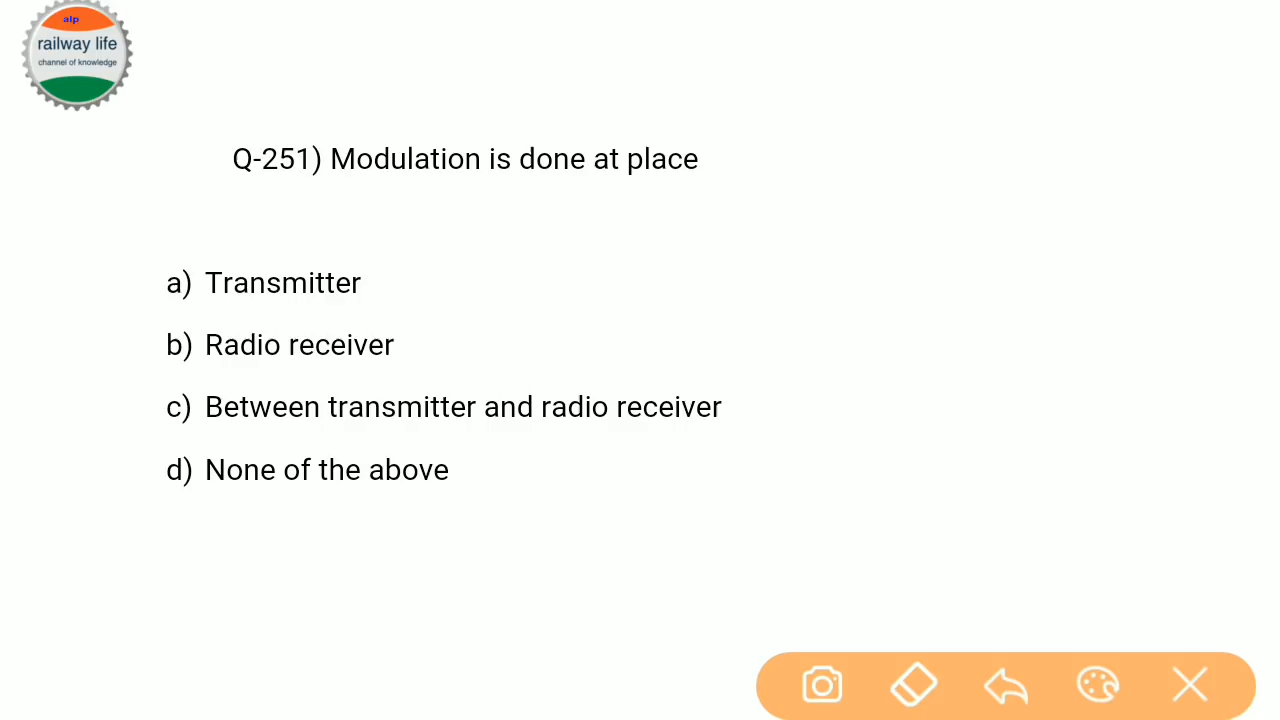 alp
railway life
channel of knowledge
Q-251) Modulation is done at place
a) Transmitter
b) Radio receiver
c) Between transmitter and radio receiver
d) None of the above